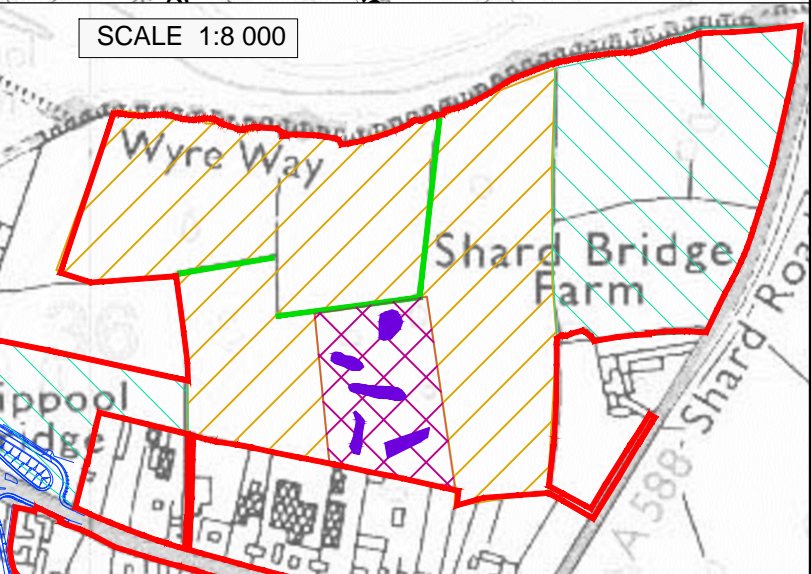 SCALE 1:8 000
Wyre Way
Shard Bridge
Farm
ippool
idge
A 588 - Shard Ro